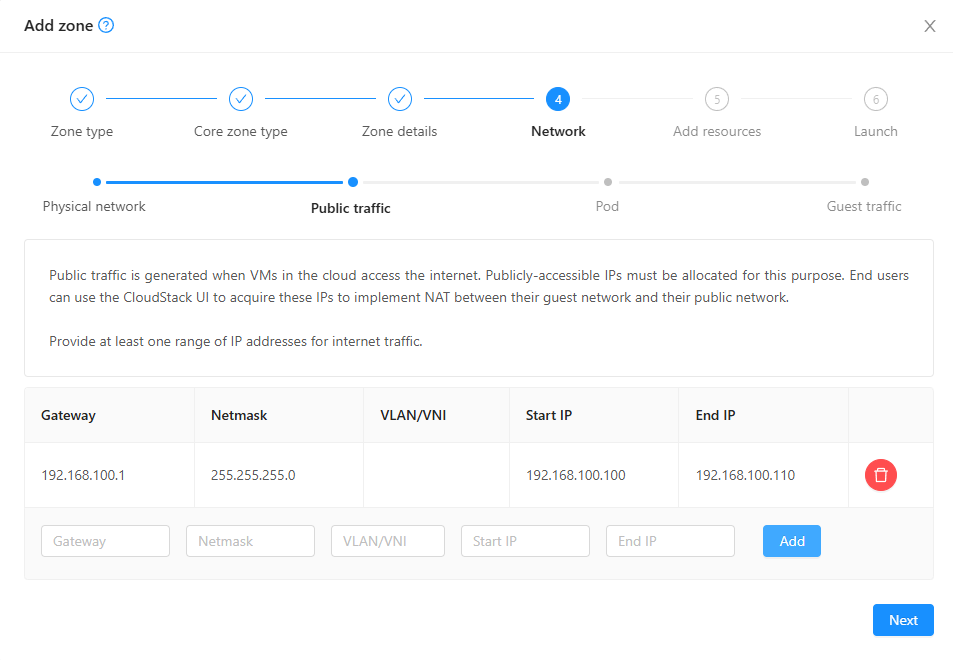 Add zone ?
X
4 5 6
Zone type Core zone type Zone details Network Add resources Launch
Physical network Public traffic Pod Guest traffic
Public traffic is generated when VMs in the cloud access the internet. Publicly-accessible IPs must be allocated for this purpose. End users
can use the CloudStack UI to acquire these IPs to implement NAT between their guest network and their public network.
Provide at least one range of IP addresses for internet traffic.
Gateway Netmask VLAN/VNI Start IP End IP
192.168.100.1 255.255.255.0 192.168.100.100 192.168.100.110
Gateway Netmask VLAN/VNI Start IP End IP Add
Next